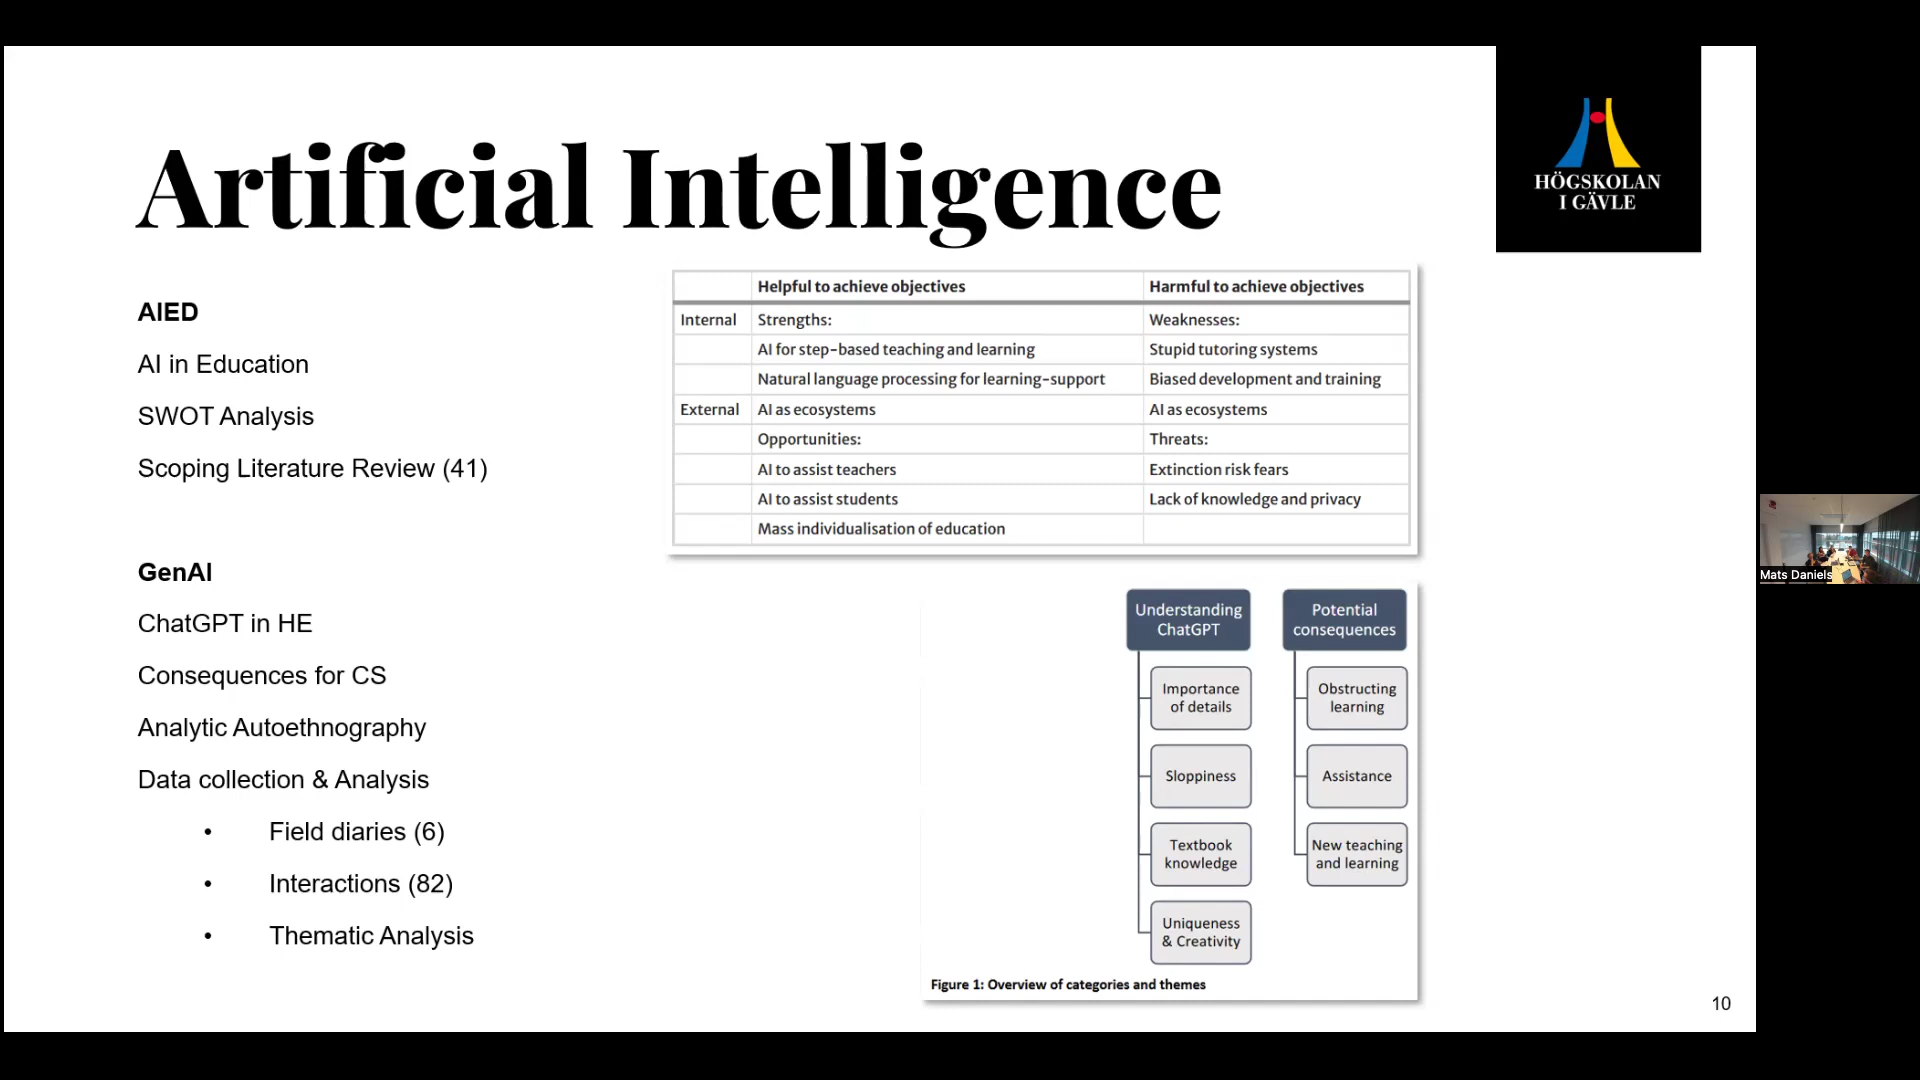 Artificial Intelligence
HÖGSKOLAN
I GÄVLE
AIED
AI in Education
SWOT Analysis
Scoping Literature Review (41)
GenAI
ChatGPT in HE
Consequences for CS
Analytic Autoethnography
Data collection & Analysis
• Field diaries (6)
• Interactions (82)
• Thematic Analysis
Helpful to achieve objectives Harmful to achieve objectives
Internal Strengths: Weaknesses:
AI for step-based teaching and learning Stupid tutoring systems
Natural language processing for learning-support Biased development and training
External AI as ecosystems AI as ecosystems
Opportunities: Threats:
AI to assist teachers Extinction risk fears
AI to assist students Lack of knowledge and privacy
Mass individualisation of education
Understanding
ChatGPT
Importance
of details
Sloppiness
Textbook
knowledge
Uniqueness
& Creativity
Potential
consequences
Obstructing
learning
Assistance
New teaching
and learning
Figure 1: Overview of categories and themes
10
Mats Daniels